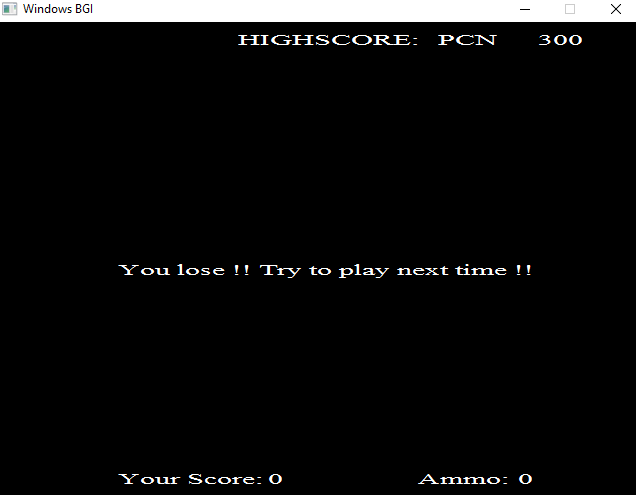 Windows BGI
HIGHSCORE: PCN 300
You lose !! Try to play next time !!
Your Score: 0 Ammo: 0